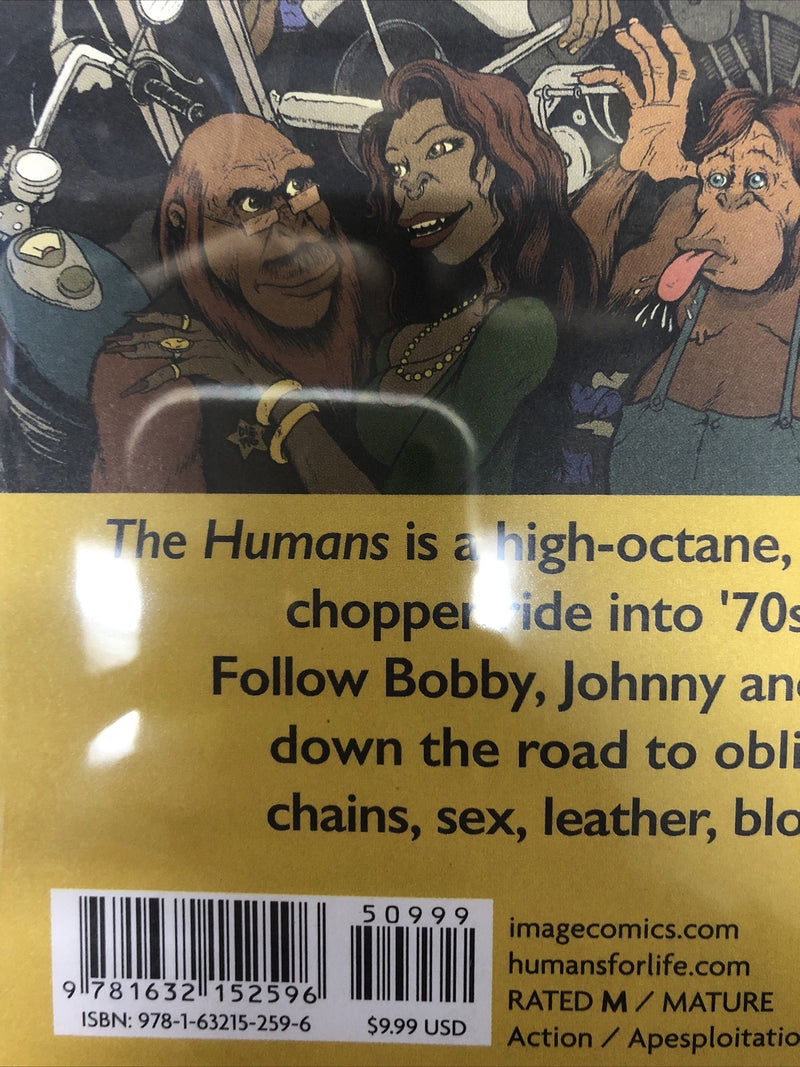 The Humans is a high-octane,
chopper ride into '70s
Follow Bobby, Johnny an
down the road to obli
chains, sex, leather, blo
50999
9 781632 152596
ISBN: 978-1-63215-259-6
$9.99 USD
imagecomics.com
humansforlife.com
RATED M / MATURE
Action / Apesploitatio